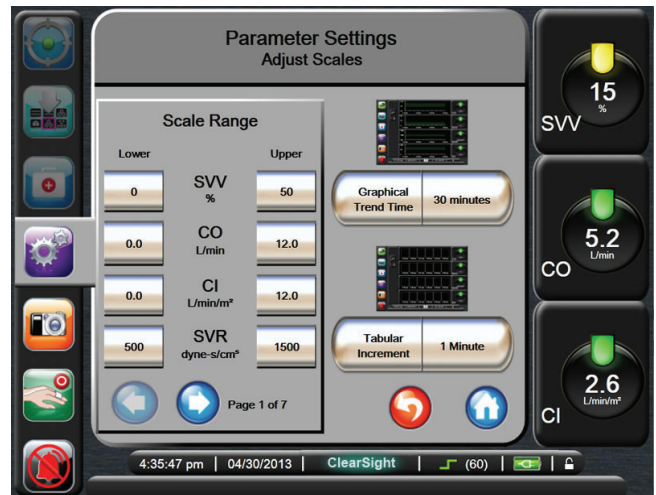 Parameter Settings
Adjust Scales
Scale Range
Lower Upper
0 SVV % 50
0.0 CO L/min 12.0
0.0 CI L/min/m² 12.0
500 SVR dyne-s/cm⁵ 1500
Page 1 of 7
Graphical Trend Time 30 minutes
Tabular Increment 1 Minute
15
%
SVV
5.2
L/min
CO
2.6
L/min/m²
CI
4:35:47 pm 04/30/2013 ClearSight (60)